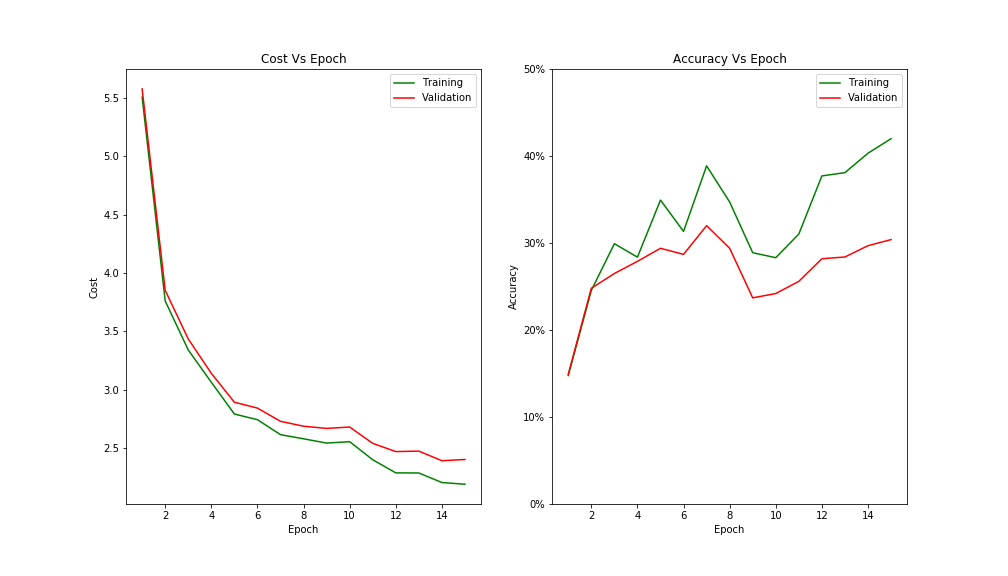 Cost Vs Epoch
Training
Validation
5.5
5.0
4.5
4.0
3.5
3.0
2.5
Cost
2 4 6 8 10 12 14
Epoch
Accuracy Vs Epoch
Training
Validation
50%
40%
30%
20%
10%
0%
Accuracy
2 4 6 8 10 12 14
Epoch